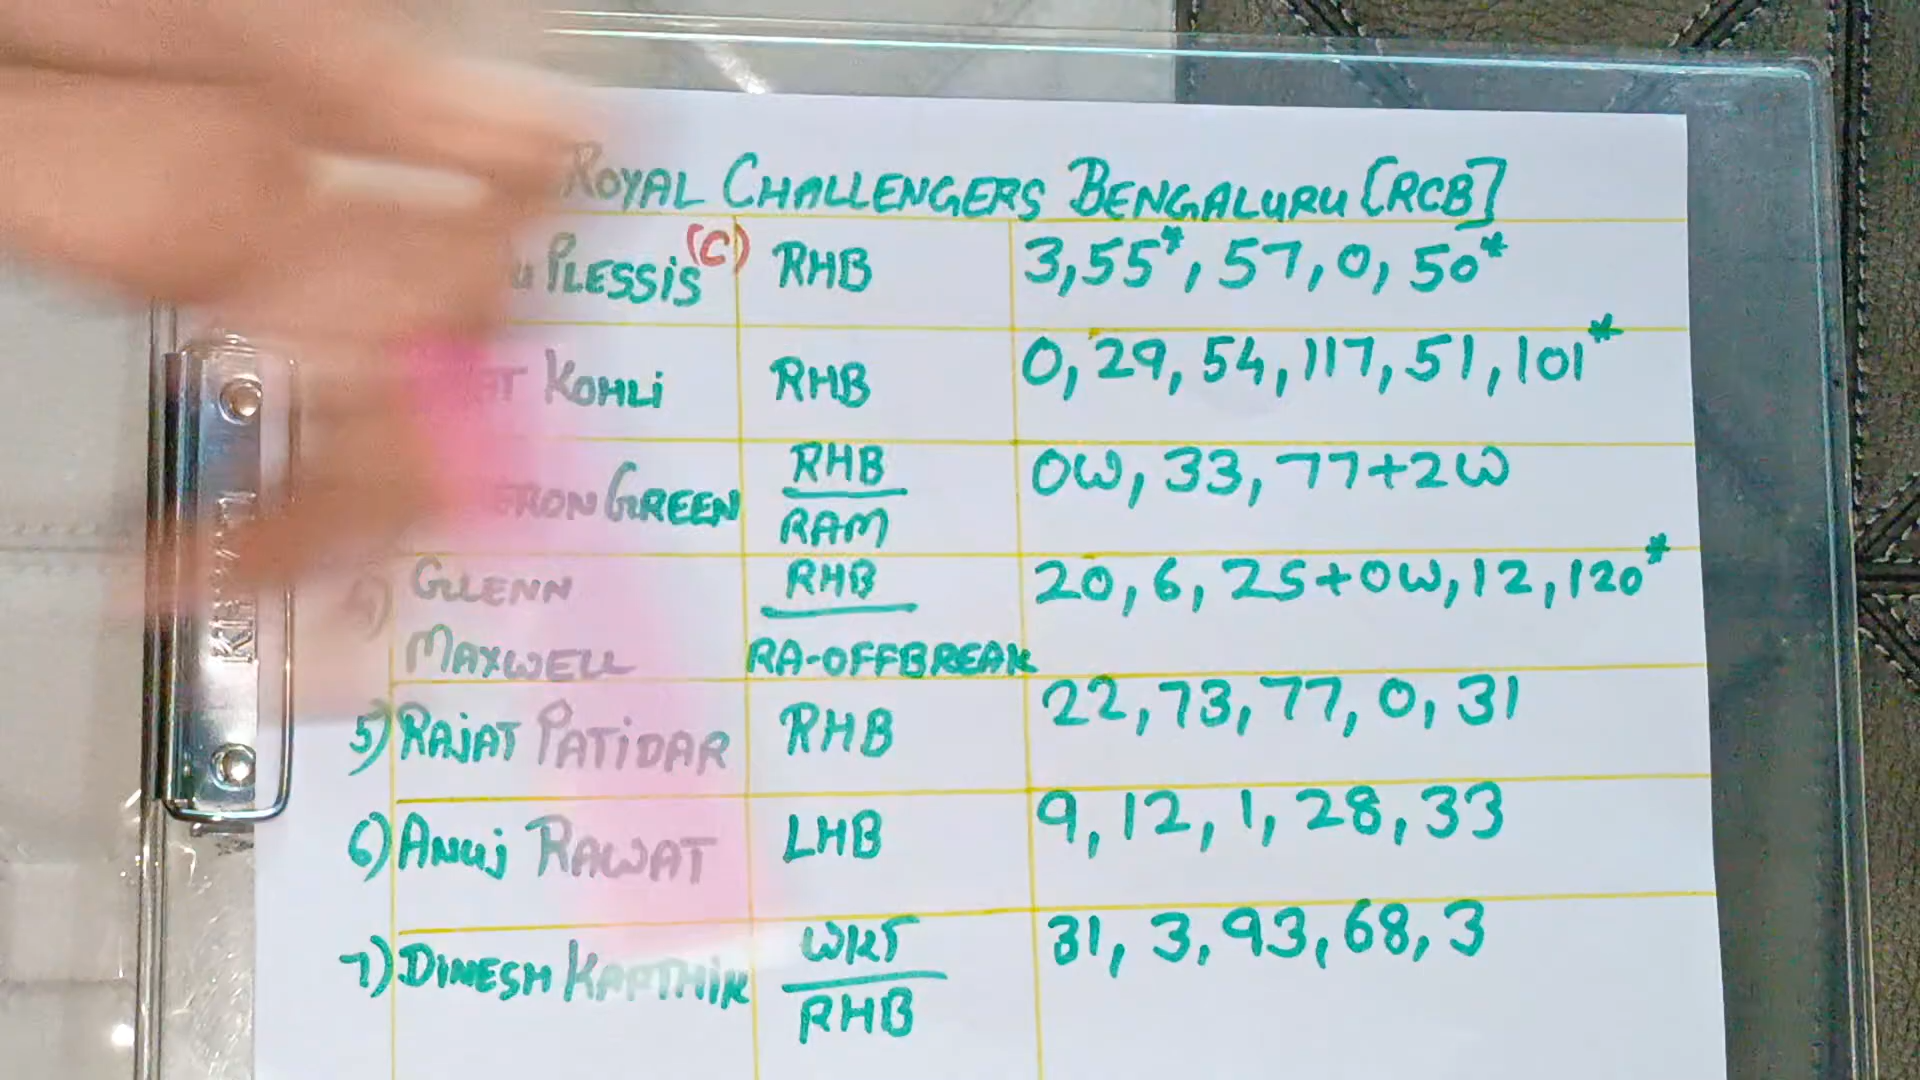 ROYAL CHALLENGERS BENGALURU [RCB]
PLESSIS (C) RHB 3, 55*, 57, 0, 50*
KOHLI RHB 0, 29, 54, 117, 51, 101*
GREEN RHB 0W, 33, 77+2W
RAM
4) GLENN RHB 20, 6, 25+0W, 12, 120*
MAXWELL RA-OFFBREAK
5) RAJAT PATIDAR RHB 22, 73, 77, 0, 31
6) ANUJ RAWAT LHB 9, 12, 1, 28, 33
7) DINESH KARTHIK WKT 31, 3, 93, 68, 3
RHB